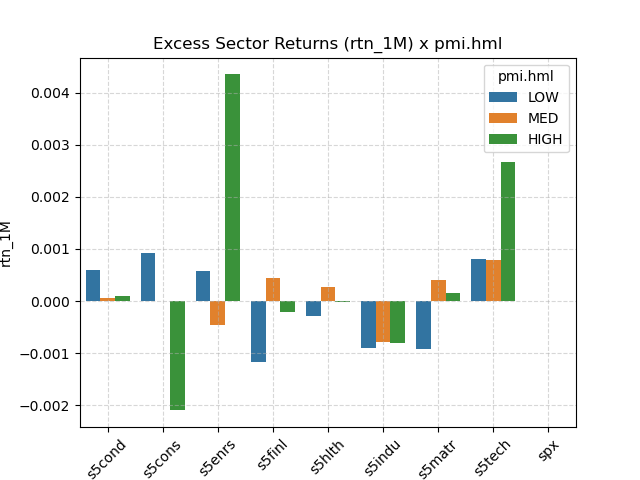 Excess Sector Returns (rtn_1M) x pmi.hml
pmi.hml
LOW
MED
HIGH
rtn_1M
0.004
0.003
0.002
0.001
0.000
−0.001
−0.002
s5cond
s5cons
s5enrs
s5finl
s5hlth
s5indu
s5matr
s5tech
spx